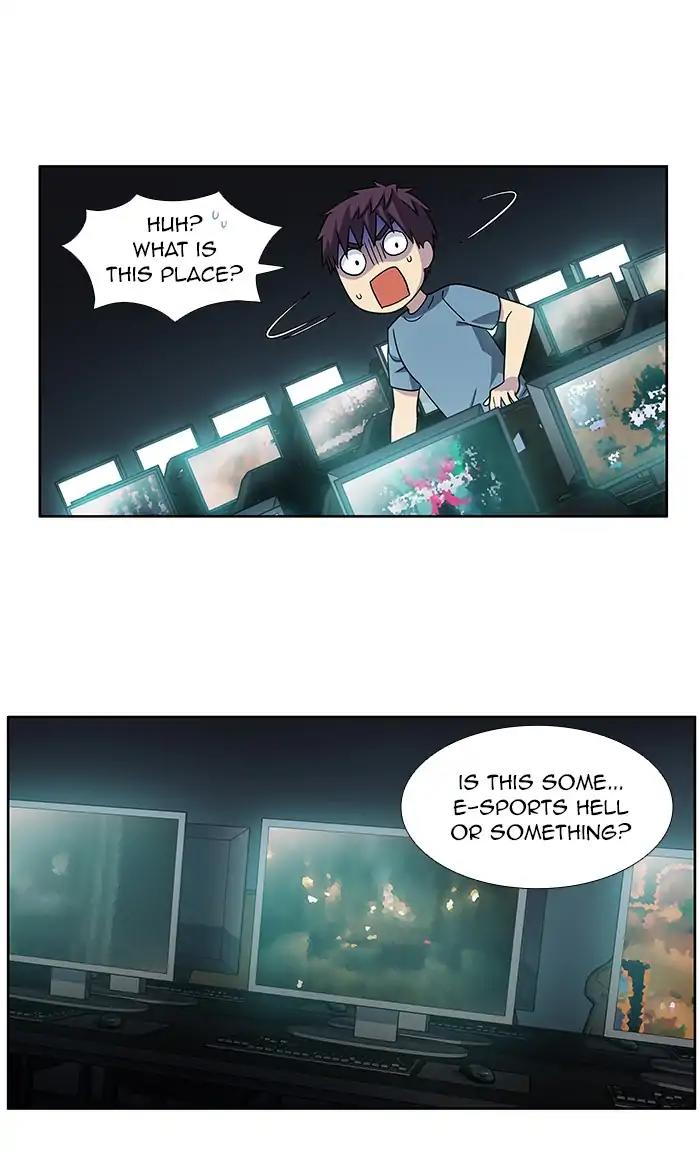 HUH?
WHAT IS
THIS PLACE?
IS THIS SOME...
E-SPORTS HELL
OR SOMETHING?